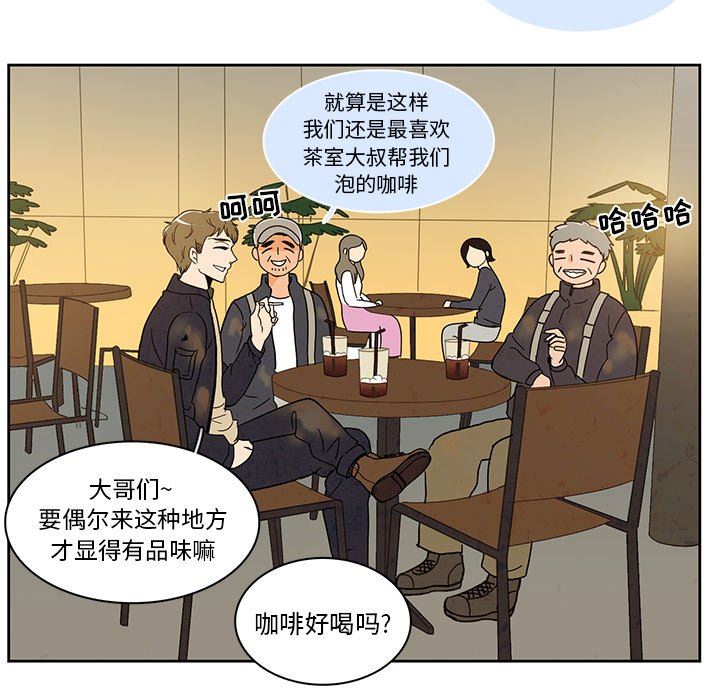 就算是这样
我们还是最喜欢
茶室大叔帮我们
泡的咖啡
呵呵
哈哈哈
大哥们~
要偶尔来这种地方
才显得有品味嘛
咖啡好喝吗?